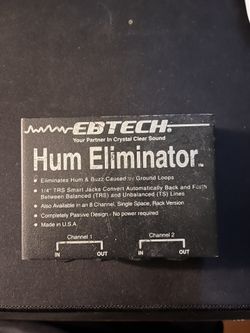 EBTECH®
Your Partner In Crystal Clear Sound
Hum Eliminator™
• Eliminates Hum & Buzz Caused by Ground Loops
• 1/4" TRS Smart Jacks Convert Automatically Back and Forth
Between Balanced (TRS) and Unbalanced (TS) Lines
• Also Available in an 8 Channel, Single Space, Rack Version
• Completely Passive Design - No power required
• Made in U.S.A
Channel 1 Channel 2
IN OUT IN OUT